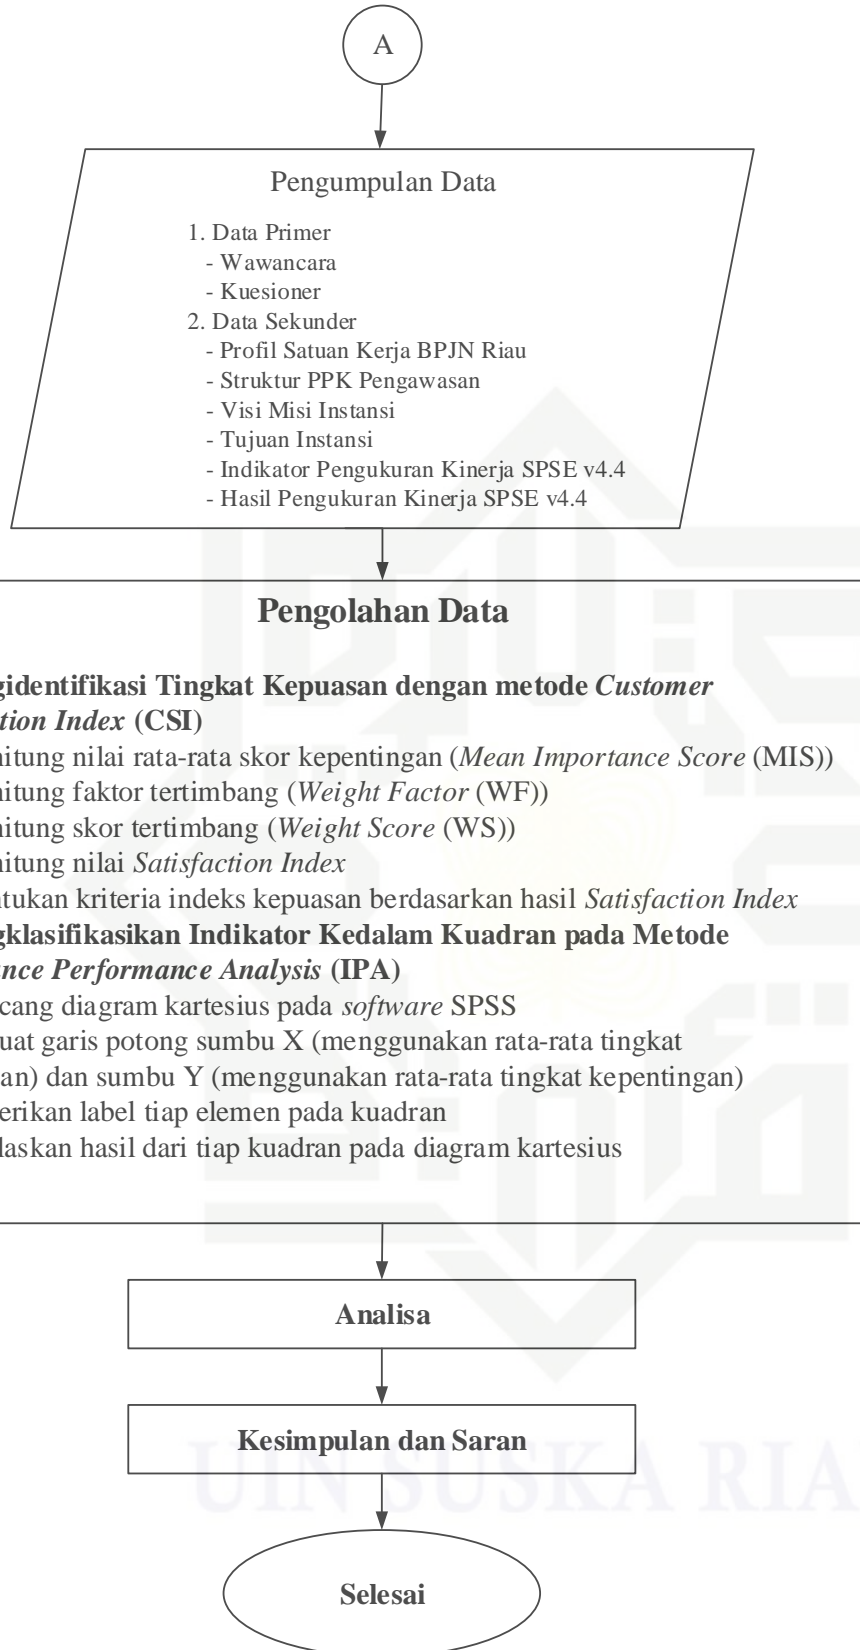 A
Pengumpulan Data
1. Data Primer
- Wawancara
- Kuesioner
2. Data Sekunder
- Profil Satuan Kerja BPJN Riau
- Struktur PPK Pengawasan
- Visi Misi Instansi
- Tujuan Instansi
- Indikator Pengukuran Kinerja SPSE v4.4
- Hasil Pengukuran Kinerja SPSE v4.4
Pengolahan Data
gidentifikasi Tingkat Kepuasan dengan metode Customer
tion Index (CSI)
hitung nilai rata-rata skor kepentingan (Mean Importance Score (MIS))
hitung faktor tertimbang (Weight Factor (WF))
hitung skor tertimbang (Weight Score (WS))
hitung nilai Satisfaction Index
ntukan kriteria indeks kepuasan berdasarkan hasil Satisfaction Index
gklasifikasikan Indikator Kedalam Kuadran pada Metode
ance Performance Analysis (IPA)
cang diagram kartesius pada software SPSS
uat garis potong sumbu X (menggunakan rata-rata tingkat
an) dan sumbu Y (menggunakan rata-rata tingkat kepentingan)
erikan label tiap elemen pada kuadran
laskan hasil dari tiap kuadran pada diagram kartesius
Analisa
Kesimpulan dan Saran
UIN SUSKA RIA
Selesai